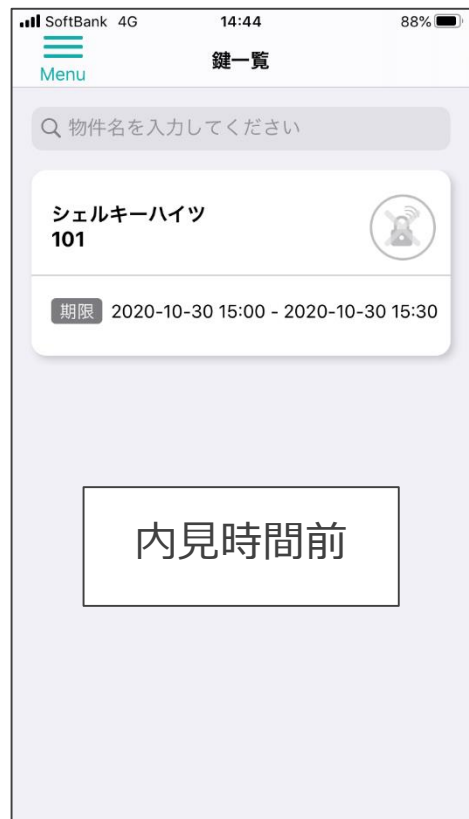 SoftBank 4G 14:44 88%
鍵一覧
Menu
物件名を入力してください
シェルキーハイツ
101
期限 2020-10-30 15:00 - 2020-10-30 15:30
内見時間前